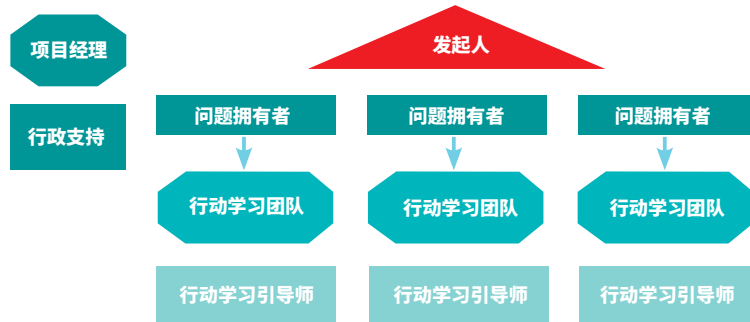 项目经理
发起人
行政支持
问题拥有者
问题拥有者
问题拥有者
行动学习团队
行动学习团队
行动学习团队
行动学习引导师
行动学习引导师
行动学习引导师